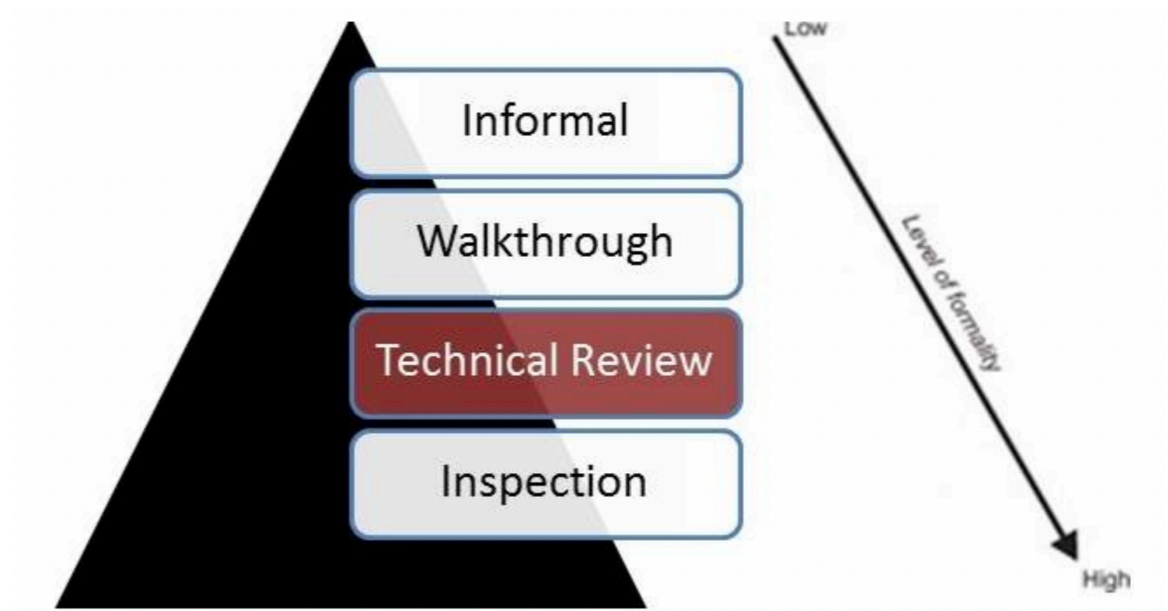 Low
Informal
Walkthrough
Level of formality
Technical Review
Inspection
High